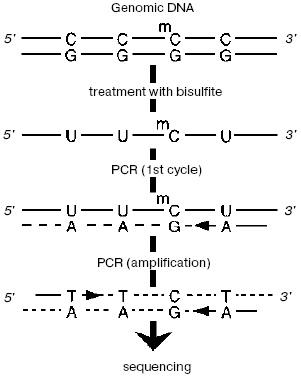 Genomic DNA
m
5' C C C C 3'
G G G G
treatment with bisulfite
m
5' U U C U 3'
PCR (1st cycle)
m
5' U U C U 3'
A A G A
PCR (amplification)
5' T T C T 3'
A A G A
sequencing